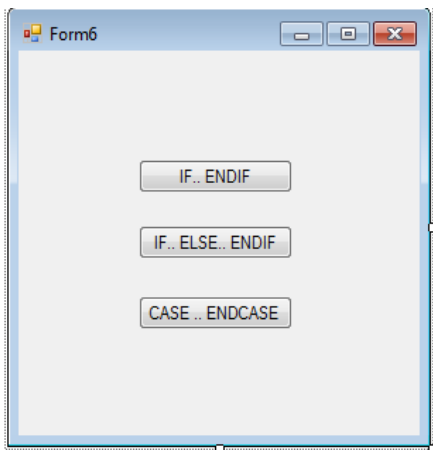 Form6
IF.. ENDIF
IF.. ELSE.. ENDIF
CASE .. ENDCASE